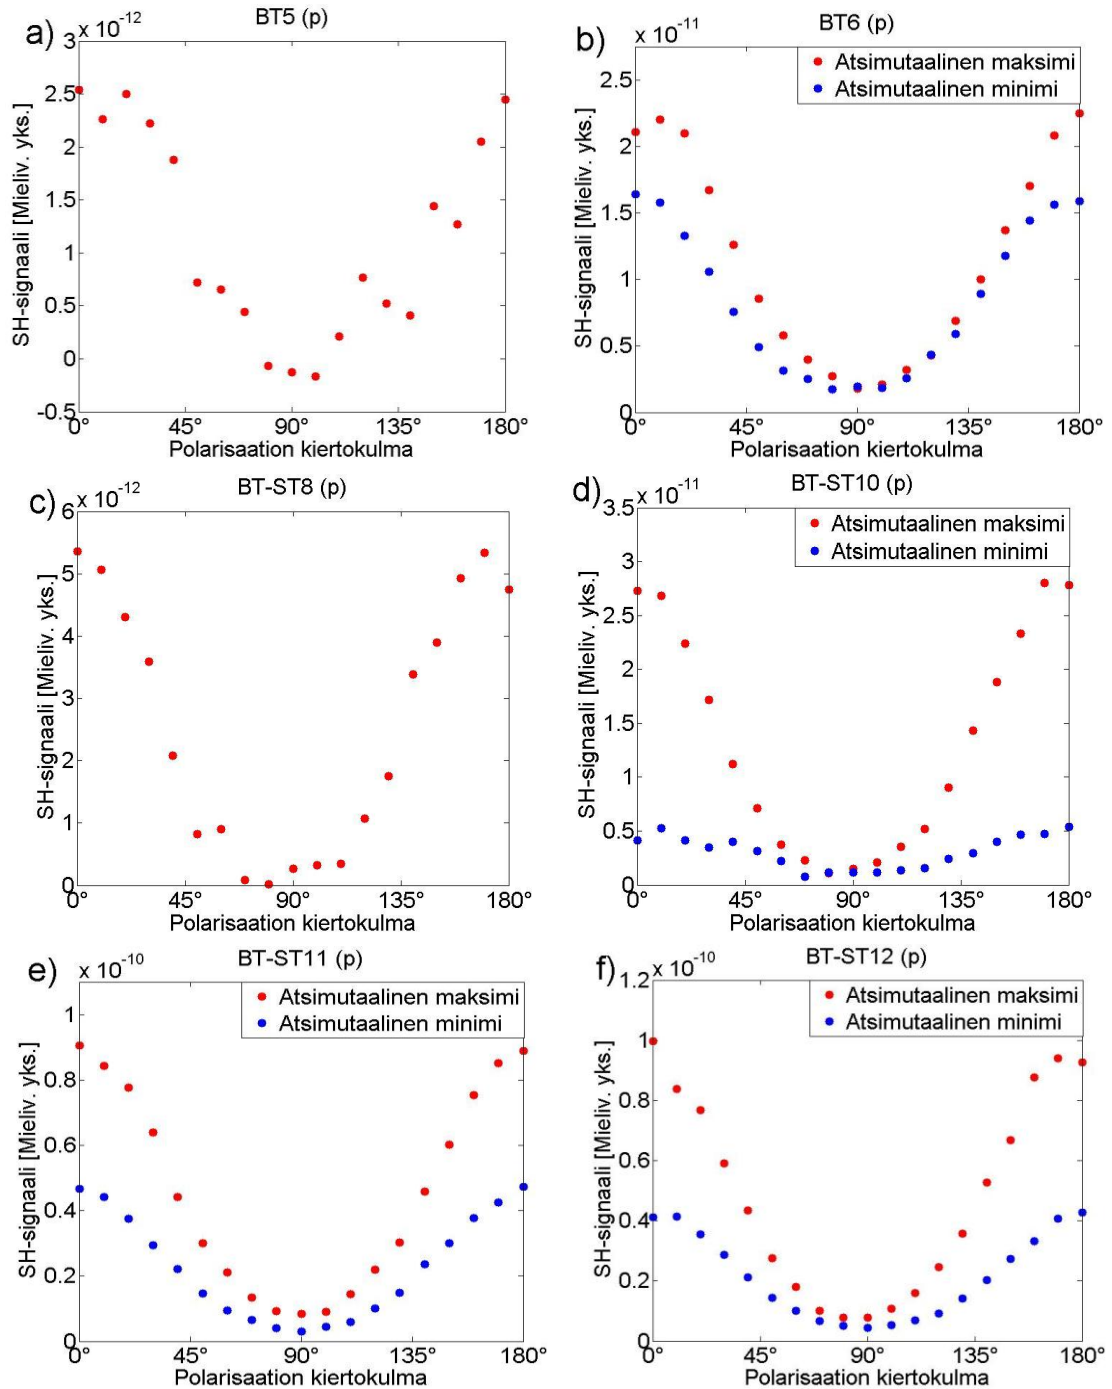 a)
BT5 (p)
x 10⁻¹²
3
2.5
2
1.5
1
0.5
0
-0.5
SH-signaali [Mieliv. yks.]
0° 45° 90° 135° 180°
Polarisaation kiertokulma
b)
BT6 (p)
x 10⁻¹¹
Atsimutaalinen maksimi
Atsimutaalinen minimi
2.5
2
1.5
1
0.5
0
SH-signaali [Mieliv. yks.]
0° 45° 90° 135° 180°
Polarisaation kiertokulma
c)
BT-ST8 (p)
x 10⁻¹²
6
5
4
3
2
1
0
SH-signaali [Mieliv. yks.]
0° 45° 90° 135° 180°
Polarisaation kiertokulma
d)
BT-ST10 (p)
x 10⁻¹¹
Atsimutaalinen maksimi
Atsimutaalinen minimi
3.5
3
2.5
2
1.5
1
0.5
0
SH-signaali [Mieliv. yks.]
0° 45° 90° 135° 180°
Polarisaation kiertokulma
e)
BT-ST11 (p)
x 10⁻¹⁰
Atsimutaalinen maksimi
Atsimutaalinen minimi
1
0.8
0.6
0.4
0.2
0
SH-signaali [Mieliv. yks.]
0° 45° 90° 135° 180°
Polarisaation kiertokulma
f)
BT-ST12 (p)
x 10⁻¹⁰
Atsimutaalinen maksimi
Atsimutaalinen minimi
1.2
1
0.8
0.6
0.4
0.2
0
SH-signaali [Mieliv. yks.]
0° 45° 90° 135° 180°
Polarisaation kiertokulma